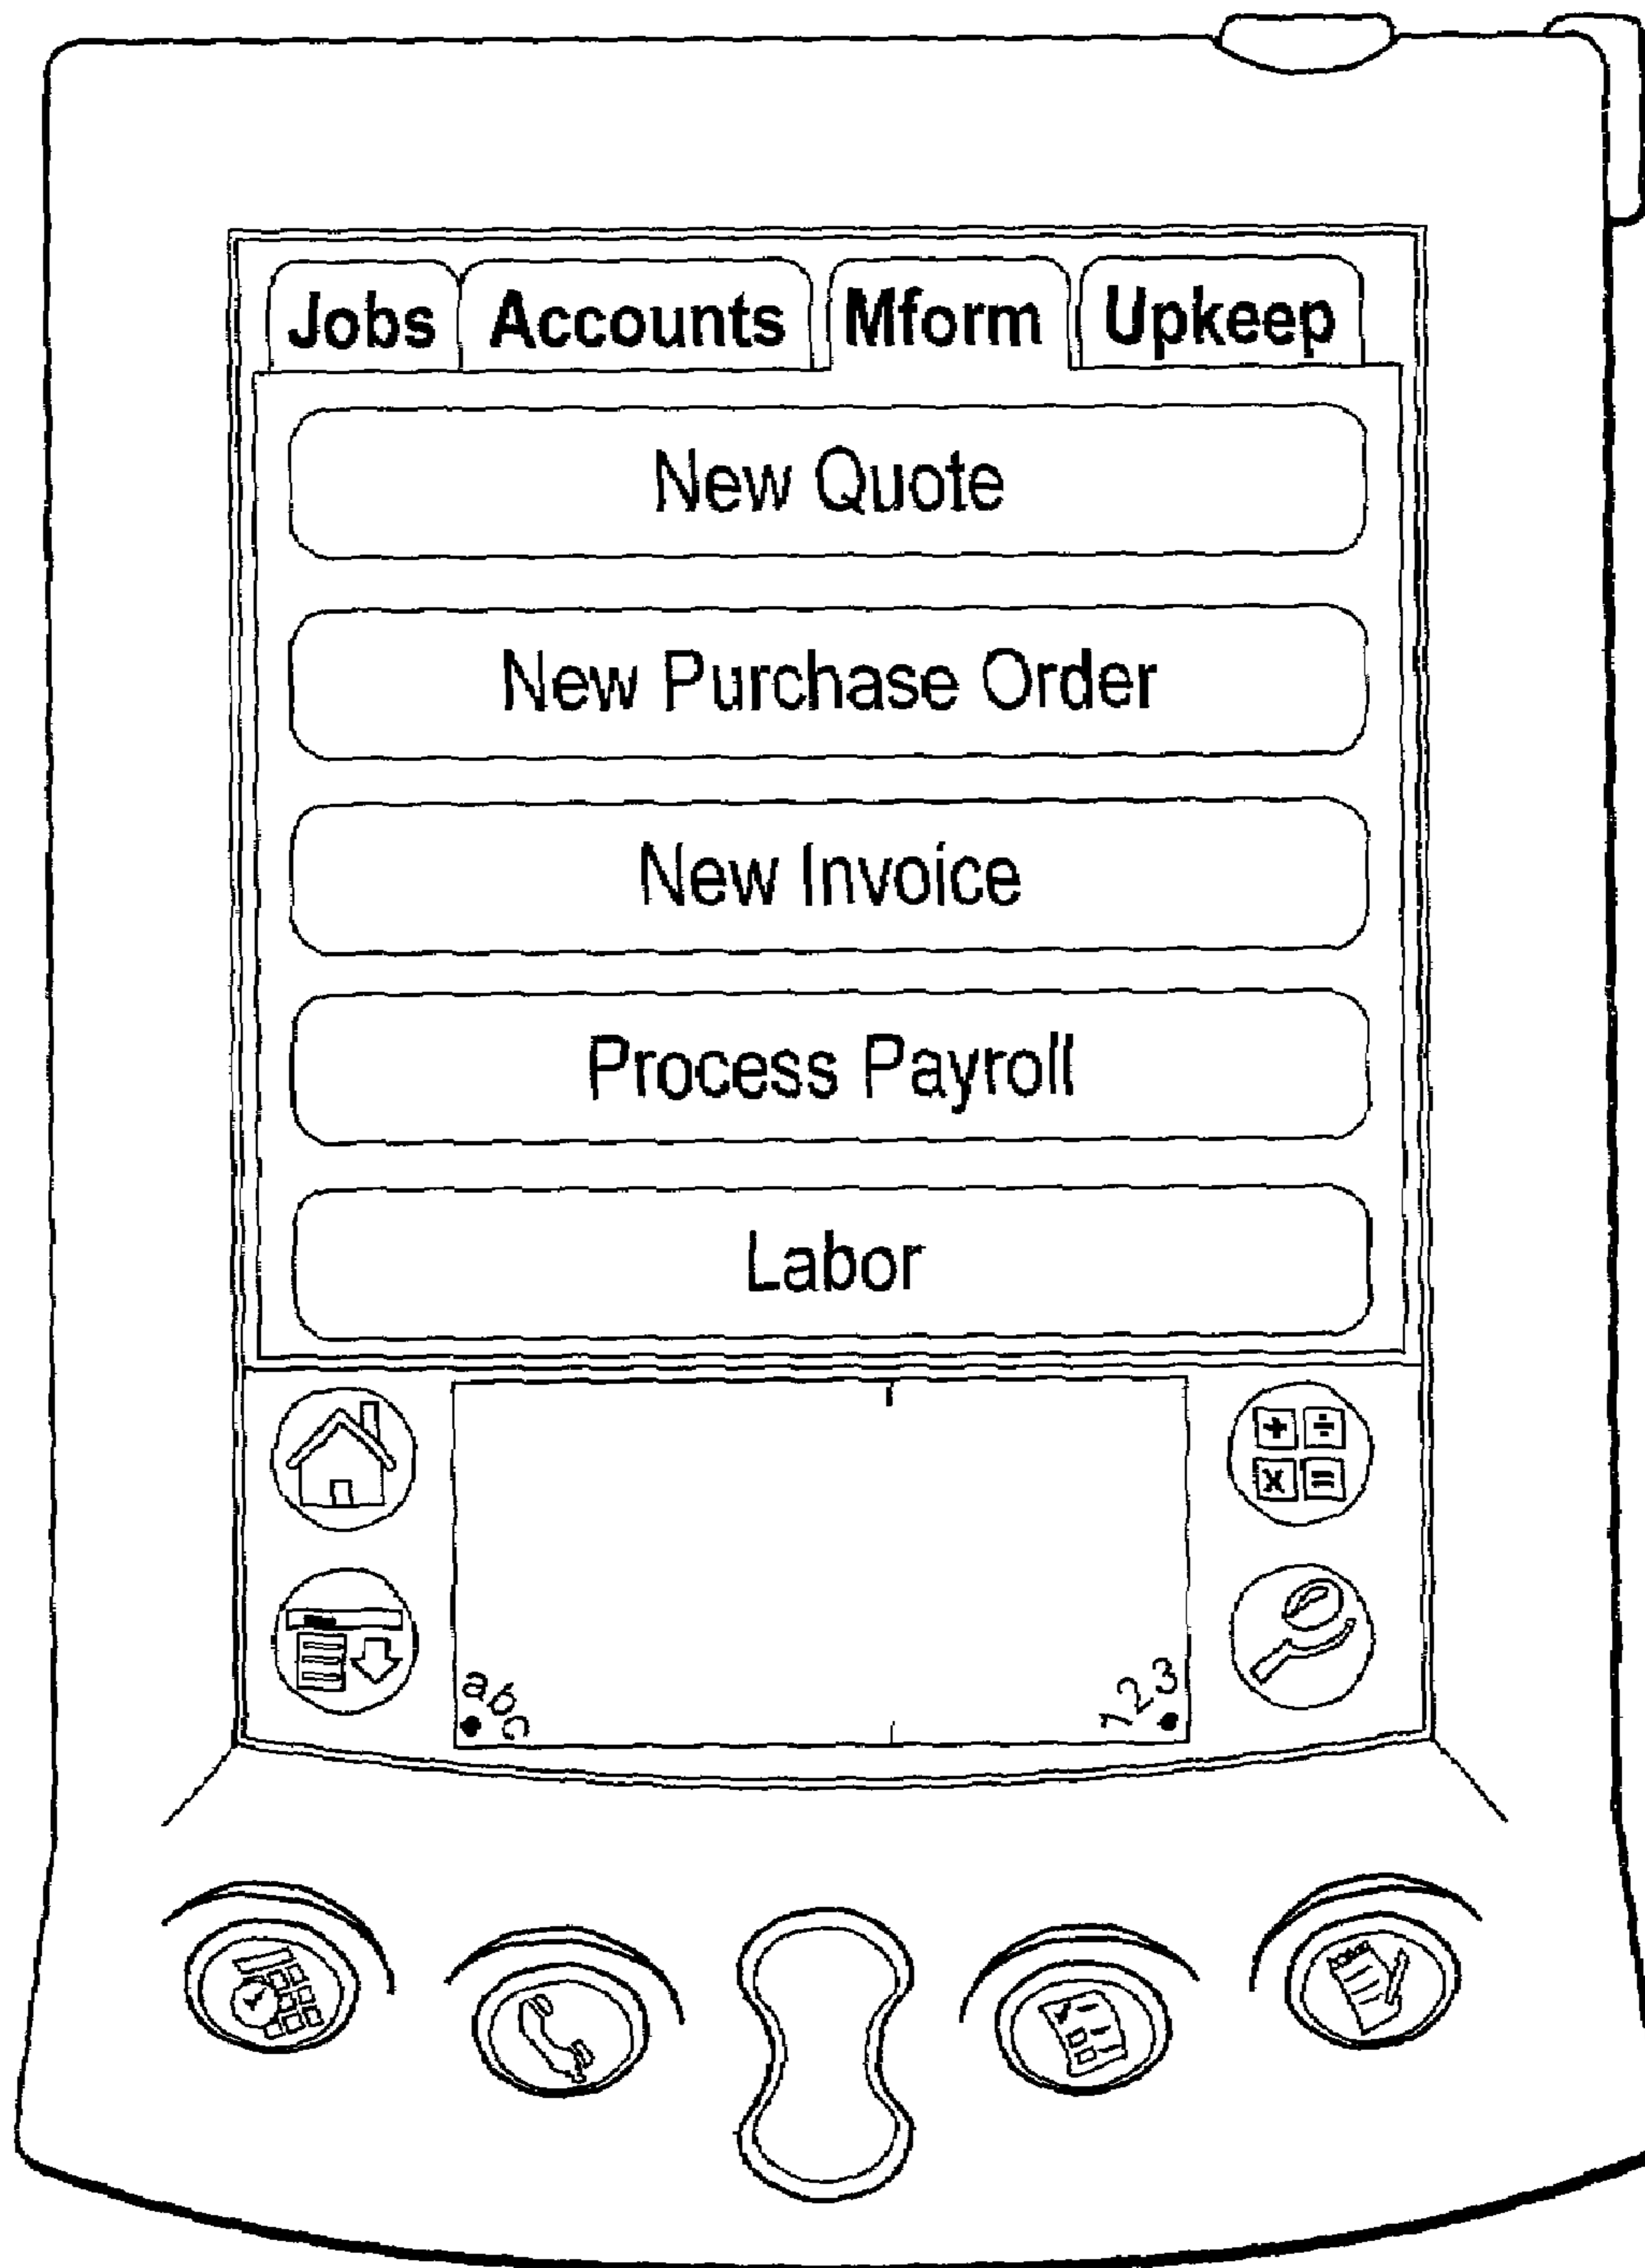 Jobs Accounts Mform Upkeep
New Quote
New Purchase Order
New Invoice
Process Payroll
Labor
+ ÷
x =
abc 123